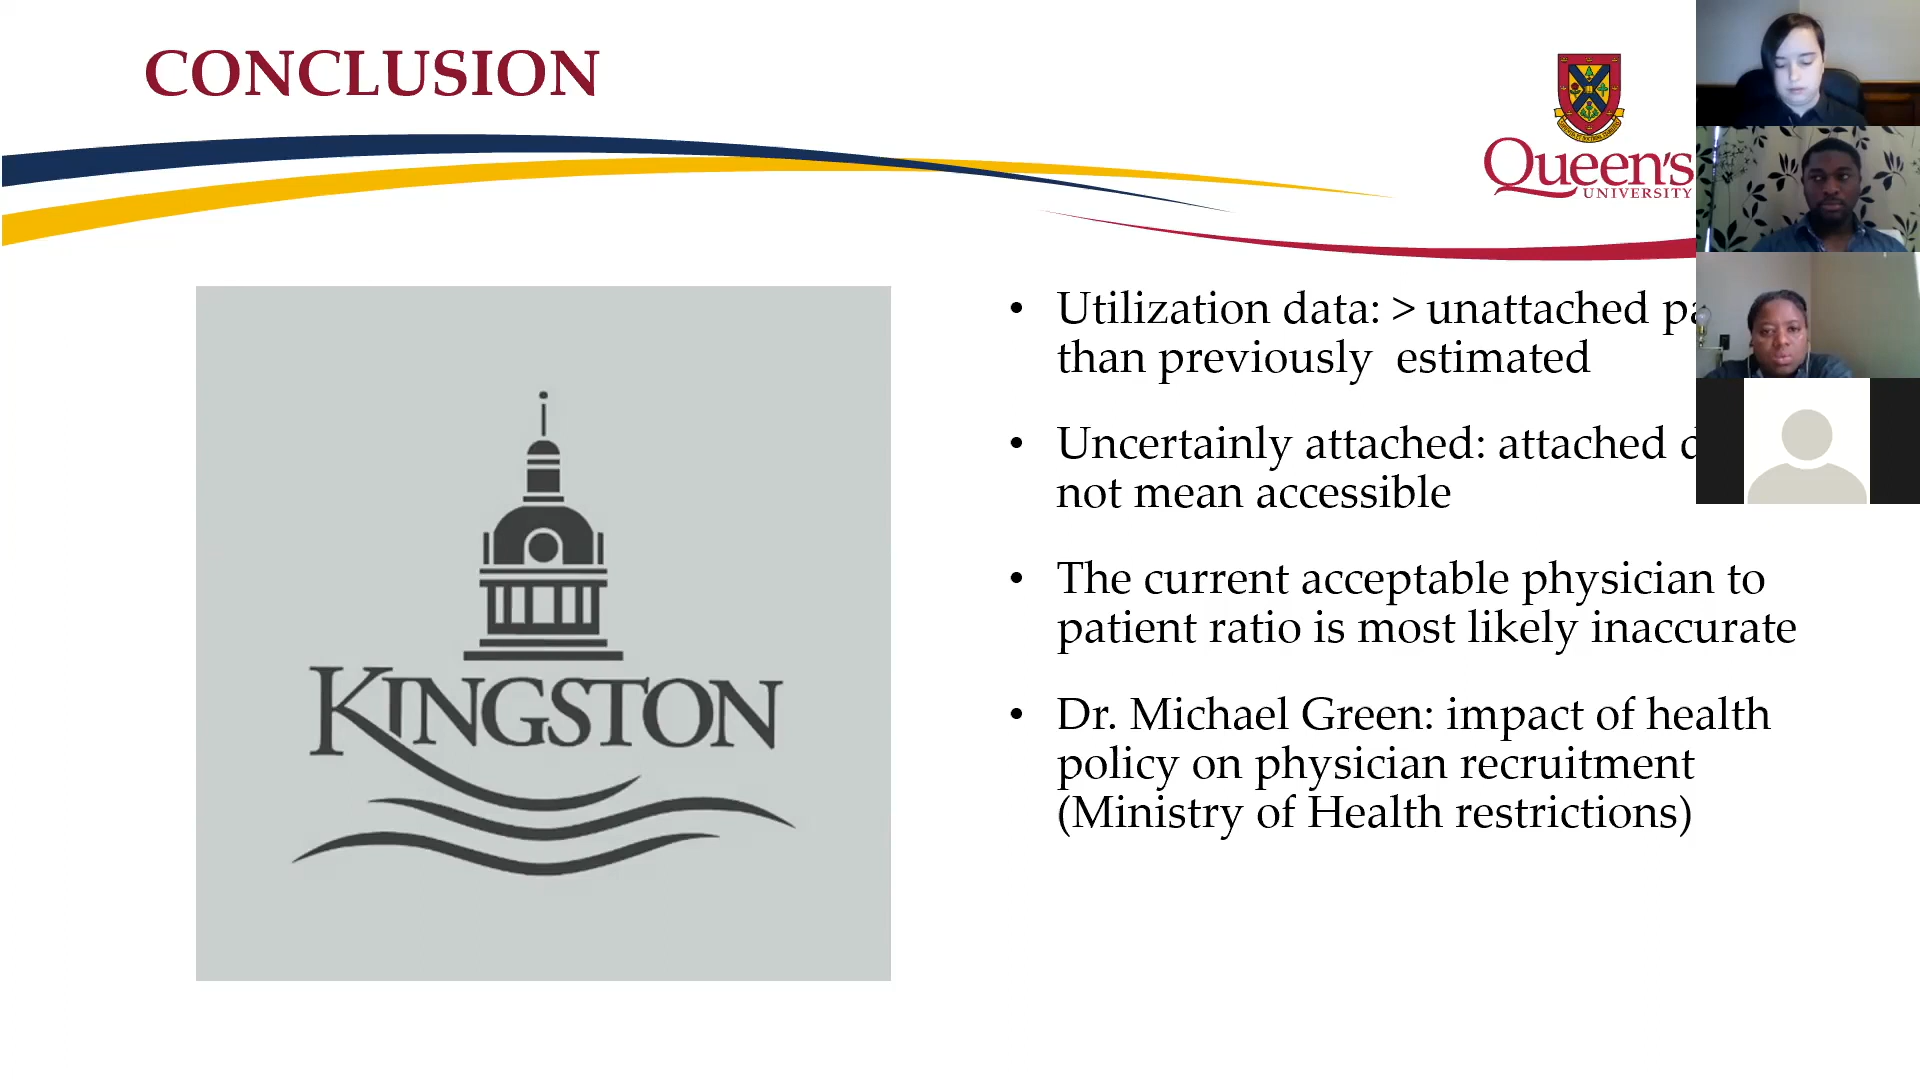 CONCLUSION
Queen's
UNIVERSITY
• Utilization data: > unattached
than previously estimated
• Uncertainly attached: attached
not mean accessible
• The current acceptable physician to
patient ratio is most likely inaccurate
• Dr. Michael Green: impact of health
policy on physician recruitment
(Ministry of Health restrictions)
KINGSTON